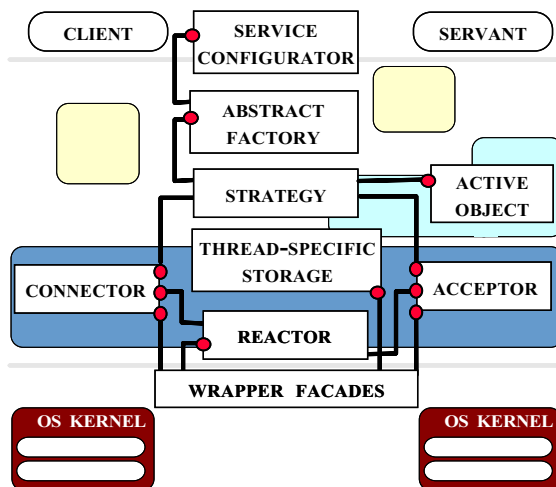 CLIENT
SERVICE
CONFIGURATOR
SERVANT
ABSTRACT
FACTORY
STRATEGY
ACTIVE
OBJECT
THREAD-SPECIFIC
STORAGE
CONNECTOR
ACCEPTOR
REACTOR
WRAPPER FACADES
OS KERNEL
OS KERNEL